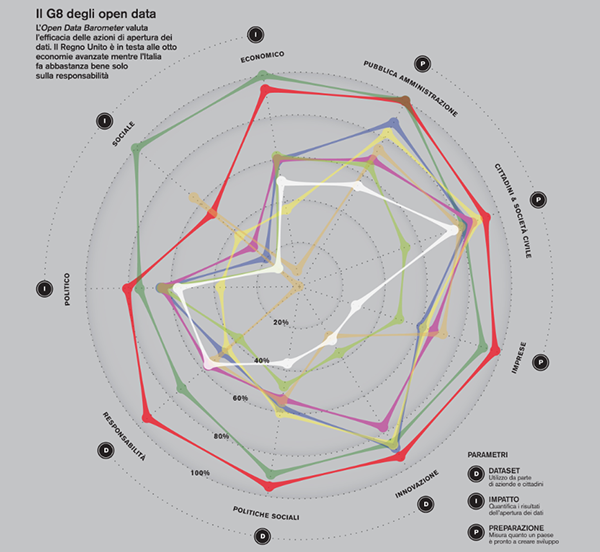 Il G8 degli open data
L'Open Data Barometer valuta
l'efficacia delle azioni di apertura dei
dati. Il Regno Unito è in testa alle otto
economie avanzate mentre l'Italia
fa abbastanza bene solo
sulla responsabilità
I
ECONOMICO
P
PUBBLICA AMMINISTRAZIONE
I
SOCIALE
CITTADINI & SOCIETÀ CIVILE
P
I
POLITICO
20%
IMPRESE
P
40%
60%
80%
100%
RESPONSABILITÀ
D
POLITICHE SOCIALI
D
INNOVAZIONE
D
PARAMETRI
D
DATASET
Utilizzo da parte
di aziende e cittadini
I
IMPATTO
Quantifica i risultati
dell'apertura dei dati
P
PREPARAZIONE
Misura quanto un paese
è pronto a creare sviluppo